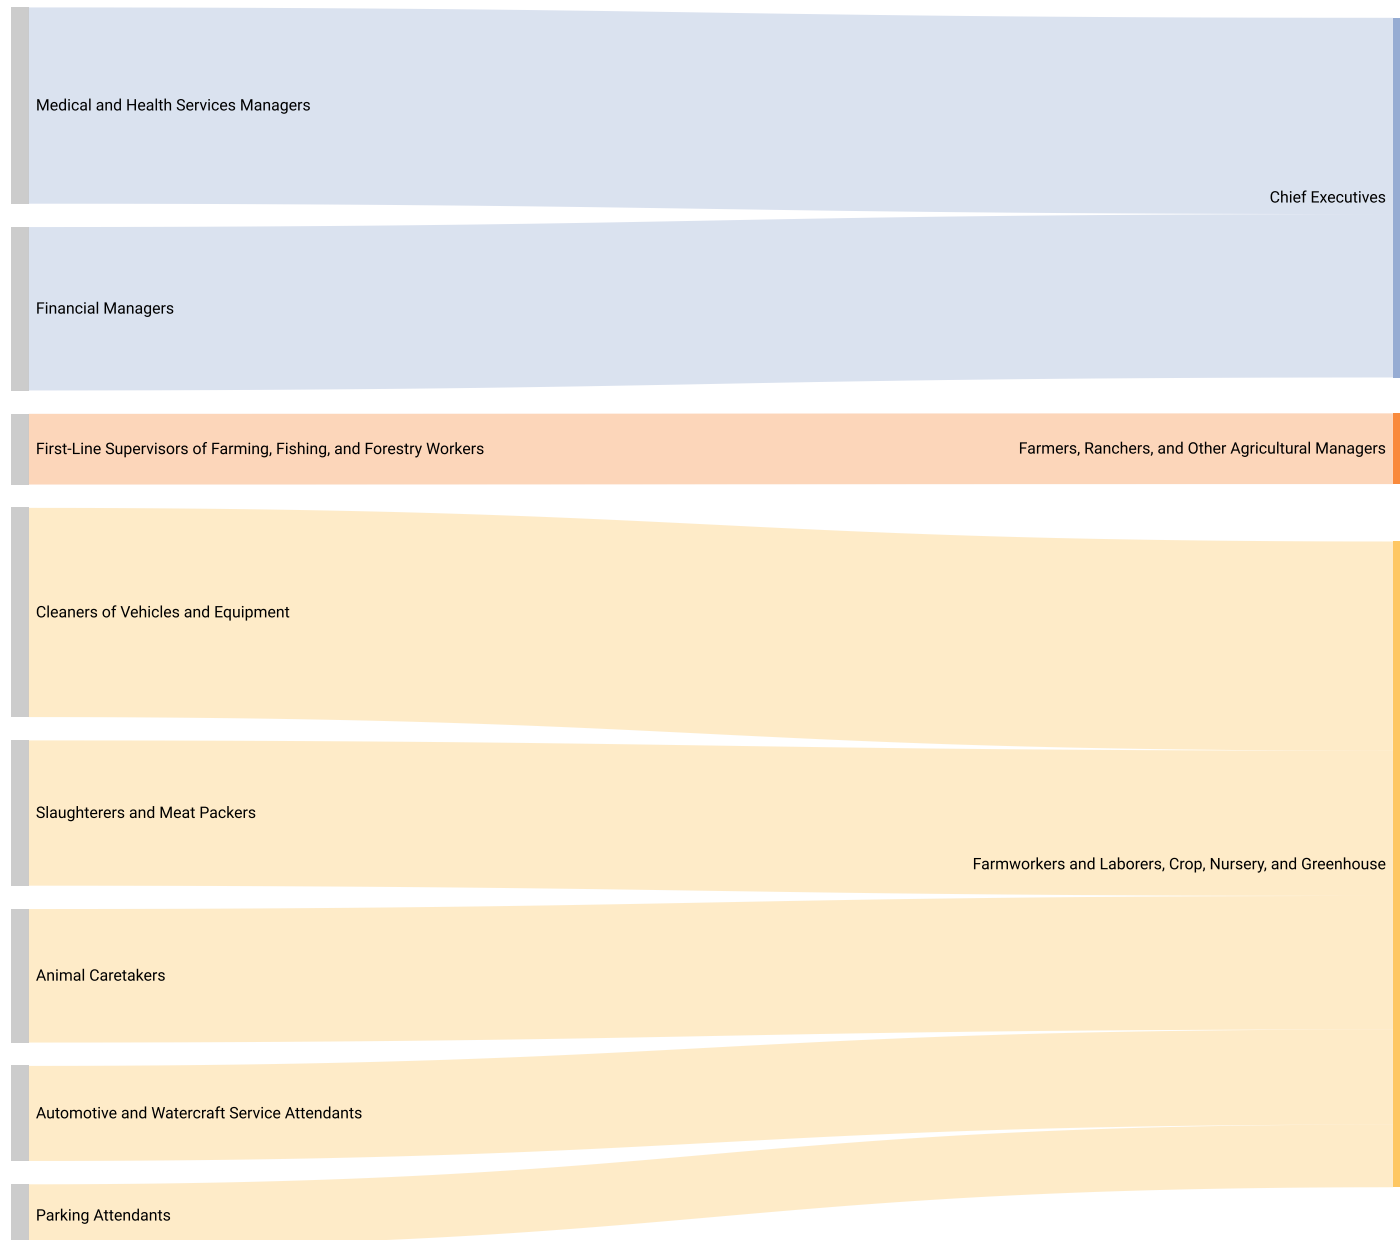 Medical and Health Services Managers
Chief Executives
Financial Managers
First-Line Supervisors of Farming, Fishing, and Forestry Workers
Farmers, Ranchers, and Other Agricultural Managers
Cleaners of Vehicles and Equipment
Slaughterers and Meat Packers
Farmworkers and Laborers, Crop, Nursery, and Greenhouse
Animal Caretakers
Automotive and Watercraft Service Attendants
Parking Attendants